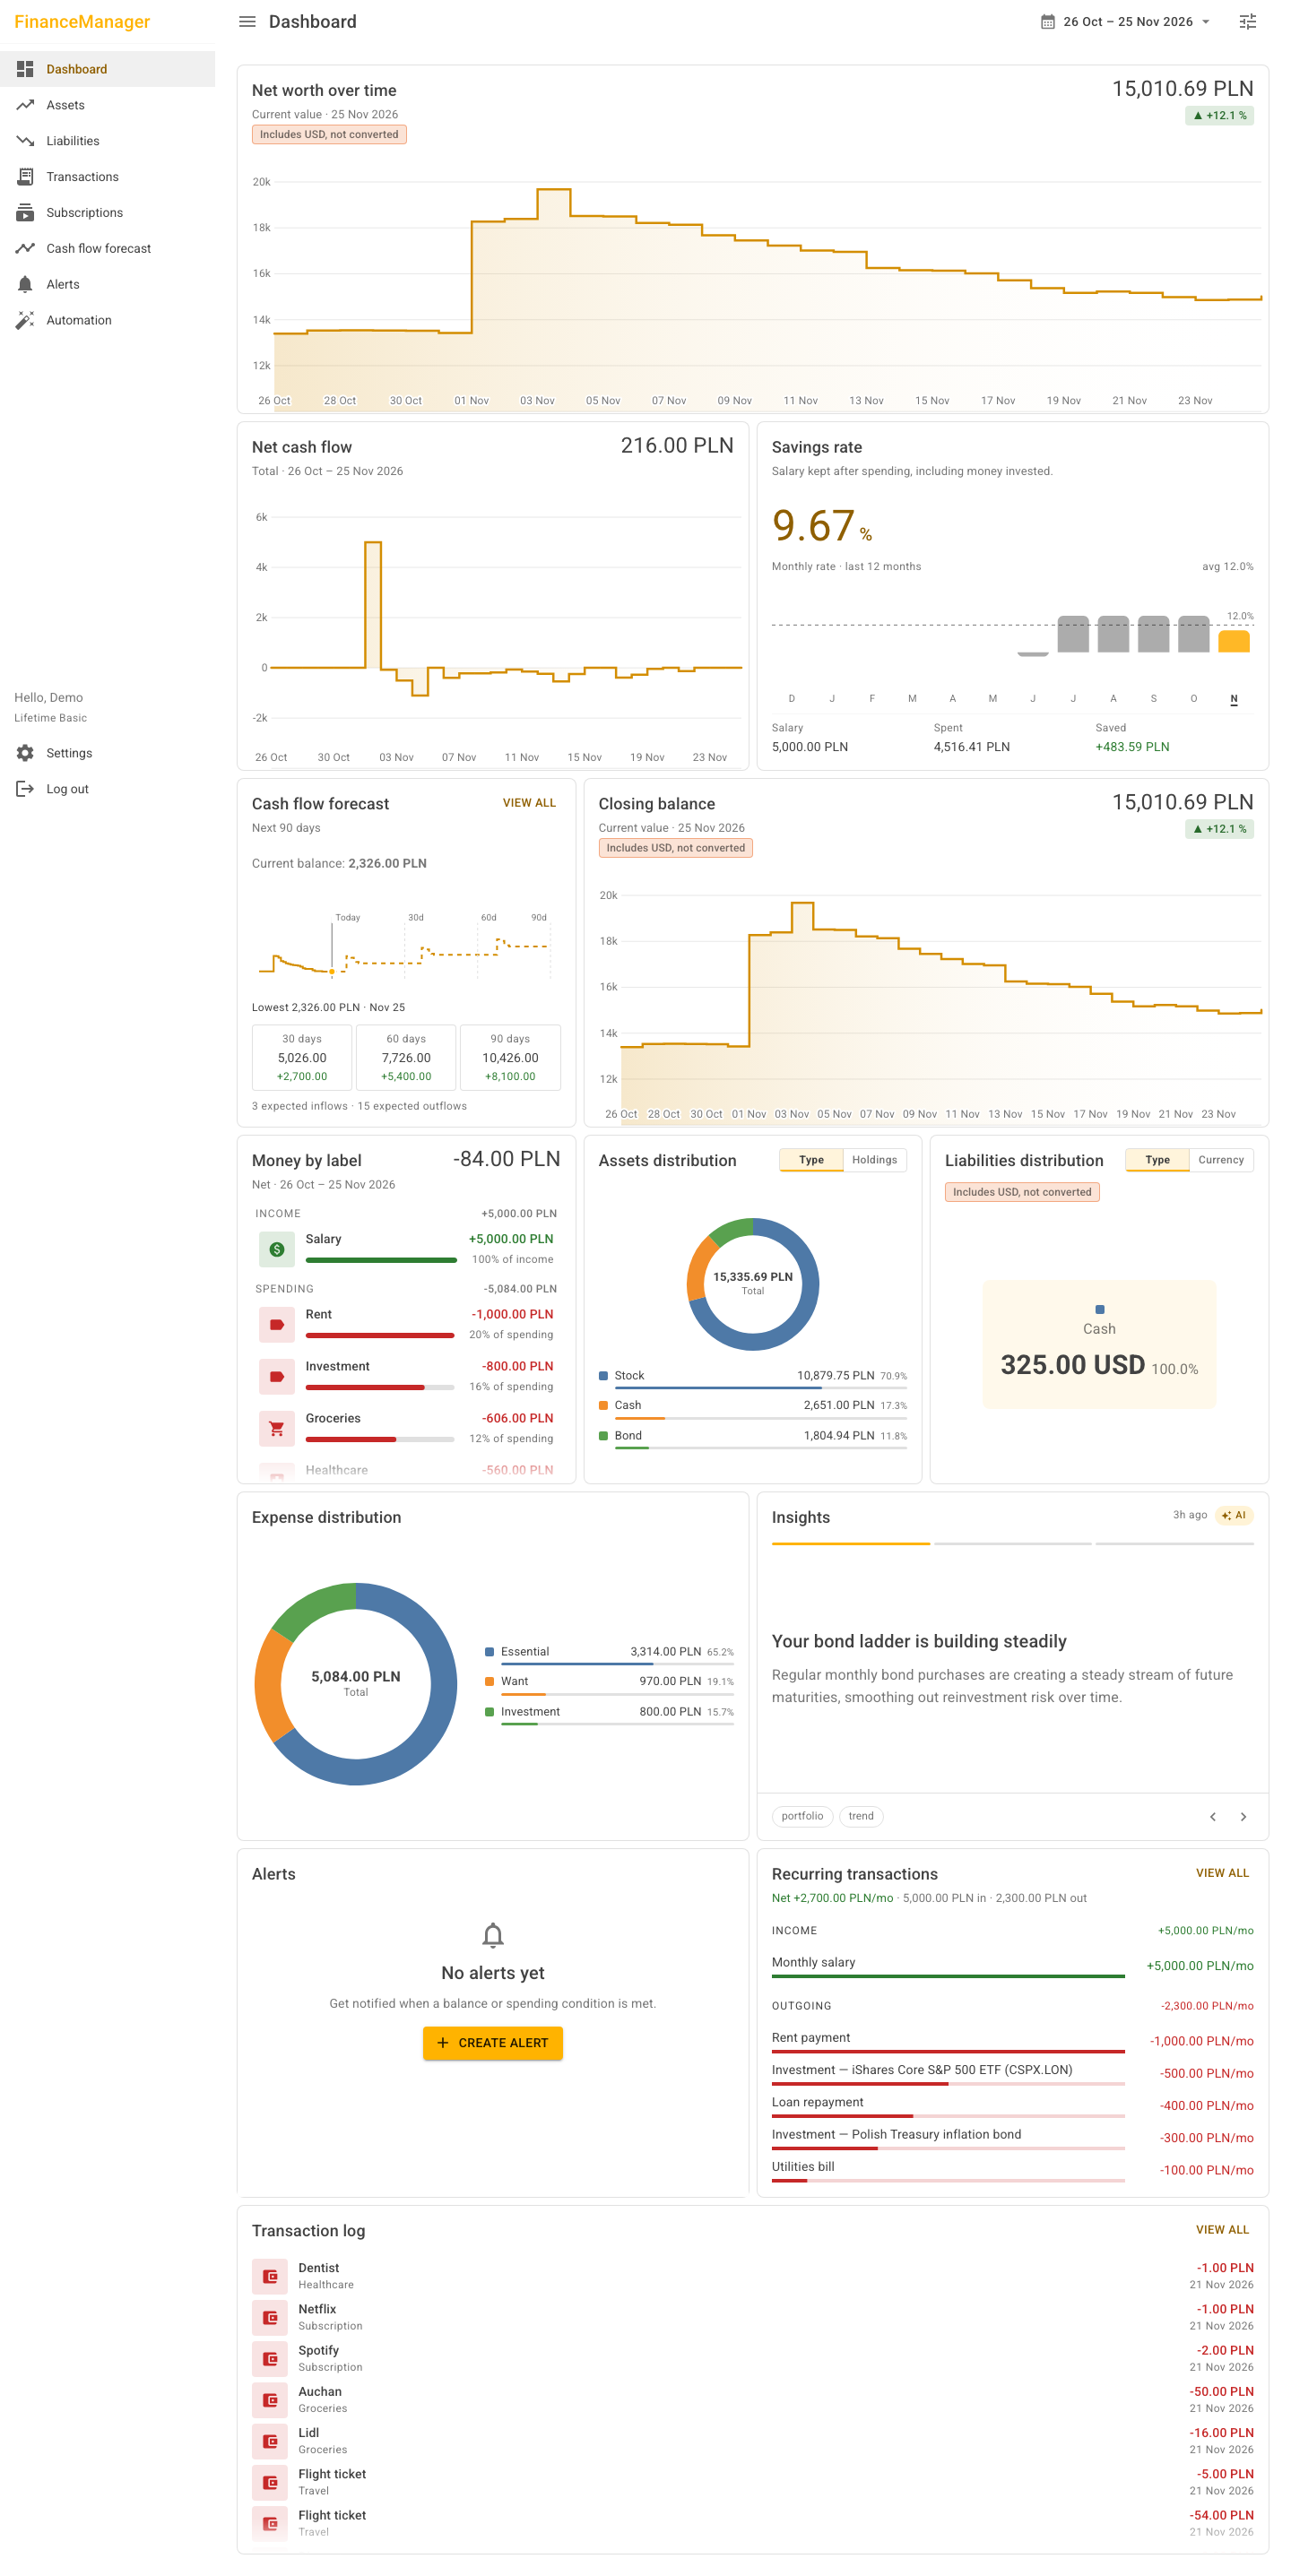 FinanceManager
Dashboard
Assets
Liabilities
Transactions
Subscriptions
Cash flow forecast
Alerts
Automation
Hello, Demo
Lifetime Basic
Settings
Log out
Dashboard
26 Oct – 25 Nov 2026
Net worth over time
15,010.69 PLN
Current value · 25 Nov 2026
▲ +12.1 %
Includes USD, not converted
20k
18k
16k
14k
12k
26 Oct 28 Oct 30 Oct 01 Nov 03 Nov 05 Nov 07 Nov 09 Nov 11 Nov 13 Nov 15 Nov 17 Nov 19 Nov 21 Nov 23 Nov
Net cash flow
216.00 PLN
Total · 26 Oct – 25 Nov 2026
6k
4k
2k
0
-2k
26 Oct 30 Oct 03 Nov 07 Nov 11 Nov 15 Nov 19 Nov 23 Nov
Savings rate
Salary kept after spending, including money invested.
9.67 %
Monthly rate · last 12 months
avg 12.0%
12.0%
D J F M A M J J A S O N
Salary Spent Saved
5,000.00 PLN 4,516.41 PLN +483.59 PLN
Cash flow forecast
VIEW ALL
Next 90 days
Current balance: 2,326.00 PLN
Today 30d 60d 90d
Lowest 2,326.00 PLN · Nov 25
30 days 60 days 90 days
5,026.00 7,726.00 10,426.00
+2,700.00 +5,400.00 +8,100.00
3 expected inflows · 15 expected outflows
Closing balance
15,010.69 PLN
Current value · 25 Nov 2026
▲ +12.1 %
Includes USD, not converted
20k
18k
16k
14k
12k
26 Oct 28 Oct 30 Oct 01 Nov 03 Nov 05 Nov 07 Nov 09 Nov 11 Nov 13 Nov 15 Nov 17 Nov 19 Nov 21 Nov 23 Nov
Money by label
-84.00 PLN
Net · 26 Oct – 25 Nov 2026
INCOME +5,000.00 PLN
Salary +5,000.00 PLN
100% of income
SPENDING -5,084.00 PLN
Rent -1,000.00 PLN
20% of spending
Investment -800.00 PLN
16% of spending
Groceries -606.00 PLN
12% of spending
Healthcare -560.00 PLN
Assets distribution
Type Holdings
15,335.69 PLN
Total
Stock 10,879.75 PLN 70.9%
Cash 2,651.00 PLN 17.3%
Bond 1,804.94 PLN 11.8%
Liabilities distribution
Type Currency
Includes USD, not converted
Cash
325.00 USD 100.0%
Expense distribution
5,084.00 PLN
Total
Essential 3,314.00 PLN 65.2%
Want 970.00 PLN 19.1%
Investment 800.00 PLN 15.7%
Insights
3h ago AI
Your bond ladder is building steadily
Regular monthly bond purchases are creating a steady stream of future
maturities, smoothing out reinvestment risk over time.
portfolio trend
Alerts
No alerts yet
Get notified when a balance or spending condition is met.
+ CREATE ALERT
Recurring transactions
VIEW ALL
Net +2,700.00 PLN/mo · 5,000.00 PLN in · 2,300.00 PLN out
INCOME +5,000.00 PLN/mo
Monthly salary +5,000.00 PLN/mo
OUTGOING -2,300.00 PLN/mo
Rent payment -1,000.00 PLN/mo
Investment — iShares Core S&P 500 ETF (CSPX.LON) -500.00 PLN/mo
Loan repayment -400.00 PLN/mo
Investment — Polish Treasury inflation bond -300.00 PLN/mo
Utilities bill -100.00 PLN/mo
Transaction log
VIEW ALL
Dentist -1.00 PLN
Healthcare 21 Nov 2026
Netflix -1.00 PLN
Subscription 21 Nov 2026
Spotify -2.00 PLN
Subscription 21 Nov 2026
Auchan -50.00 PLN
Groceries 21 Nov 2026
Lidl -16.00 PLN
Groceries 21 Nov 2026
Flight ticket -5.00 PLN
Travel 21 Nov 2026
Flight ticket -54.00 PLN
Travel 21 Nov 2026